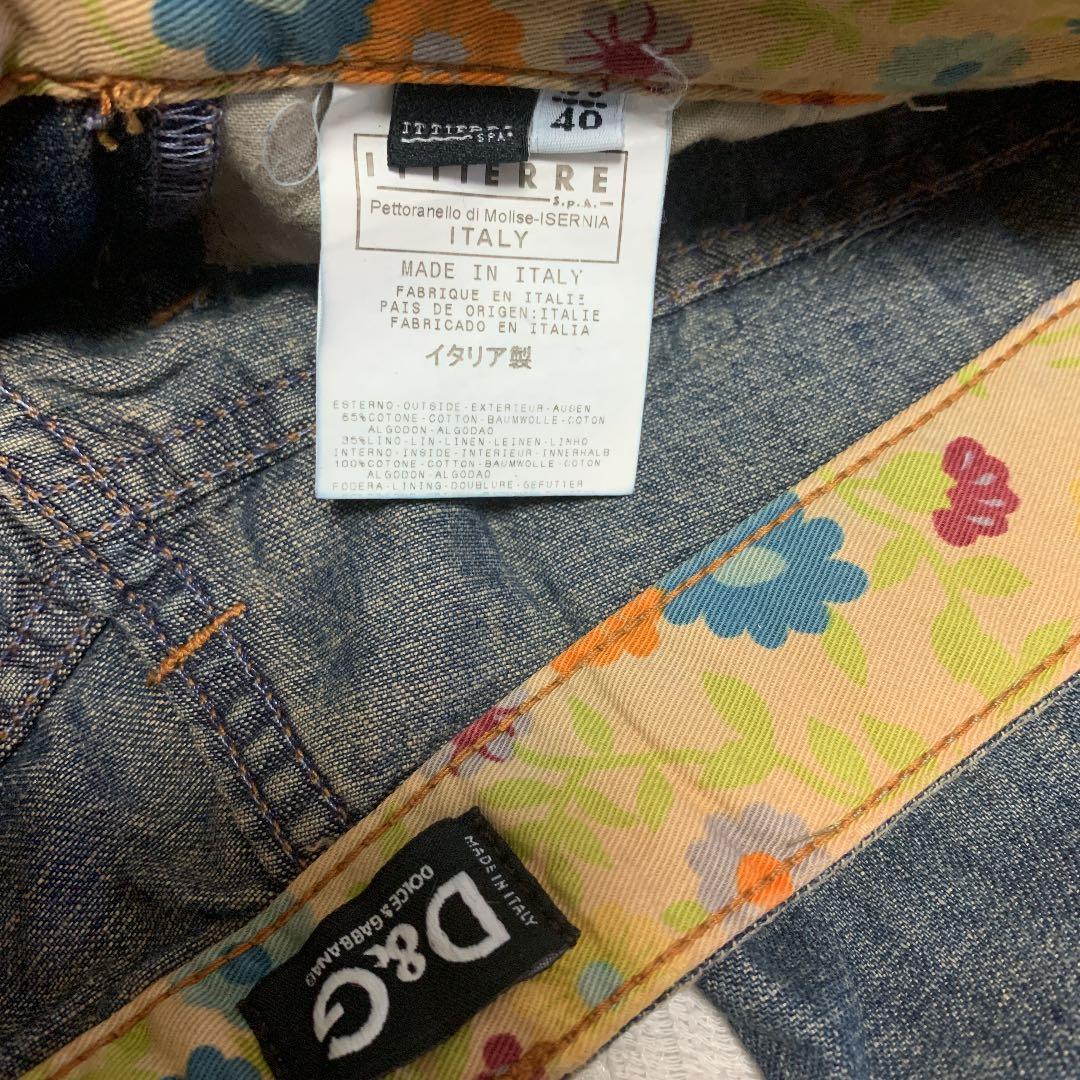 40
ITTIERRE
SPA
ITTIERRE
S.p.A.
Pettoranello di Molise-ISERNIA
ITALY
MADE IN ITALY
FABRIQUE EN ITALIE
PAIS DE ORIGEN:ITALIE
FABRICADO EN ITALIA
イタリア製
ESTERNO-OUTSIDE-EXTERIEUR-AUßEN
65%COTONE-COTTON-BAUMWOLLE-COTON
ALGODON-ALGODAO
35%LINO-LIN-LINEN-LEINEN-LINHO
INTERNO-INSIDE-INTERIEUR-INNERHALB
100%COTONE-COTTON-BAUMWOLLE-COTON
ALGODON-ALGODAO
FODERA-LINING-DOUBLURE-GEFUTTER
MADE IN ITALY
D&G
DOLCE&GABBANA